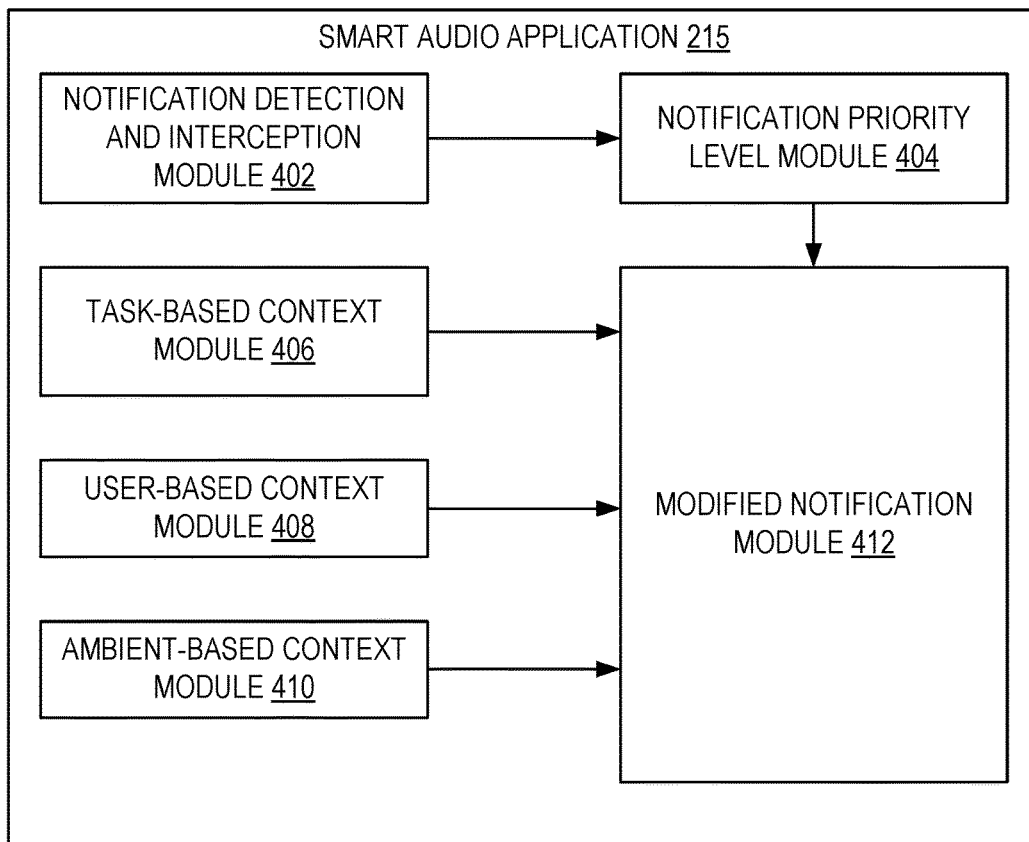 SMART AUDIO APPLICATION 215
NOTIFICATION DETECTION
AND INTERCEPTION
MODULE 402
NOTIFICATION PRIORITY
LEVEL MODULE 404
TASK-BASED CONTEXT
MODULE 406
USER-BASED CONTEXT
MODULE 408
AMBIENT-BASED CONTEXT
MODULE 410
MODIFIED NOTIFICATION
MODULE 412